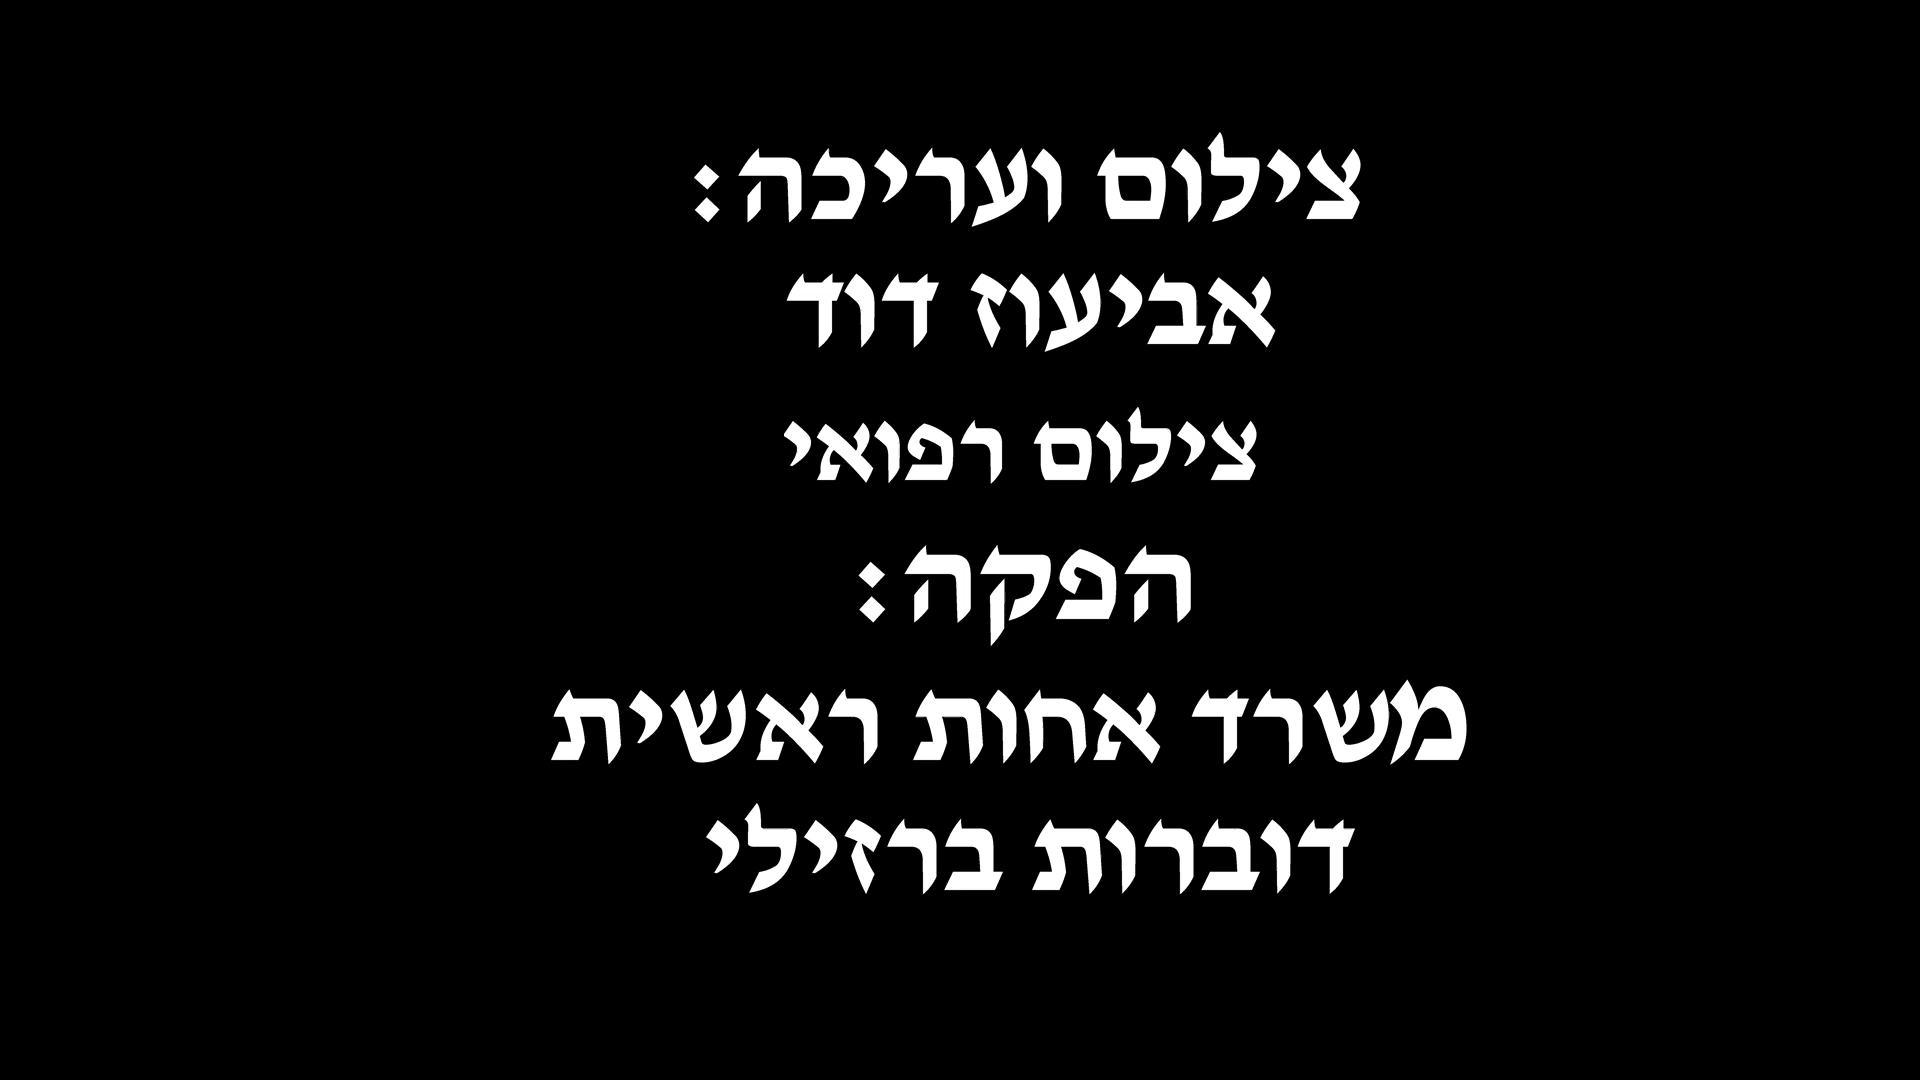 צילום ועריכה:
אביעוז דוד
צילום רפואי
הפקה:
משרד אחות ראשית
דוברות ברזילי